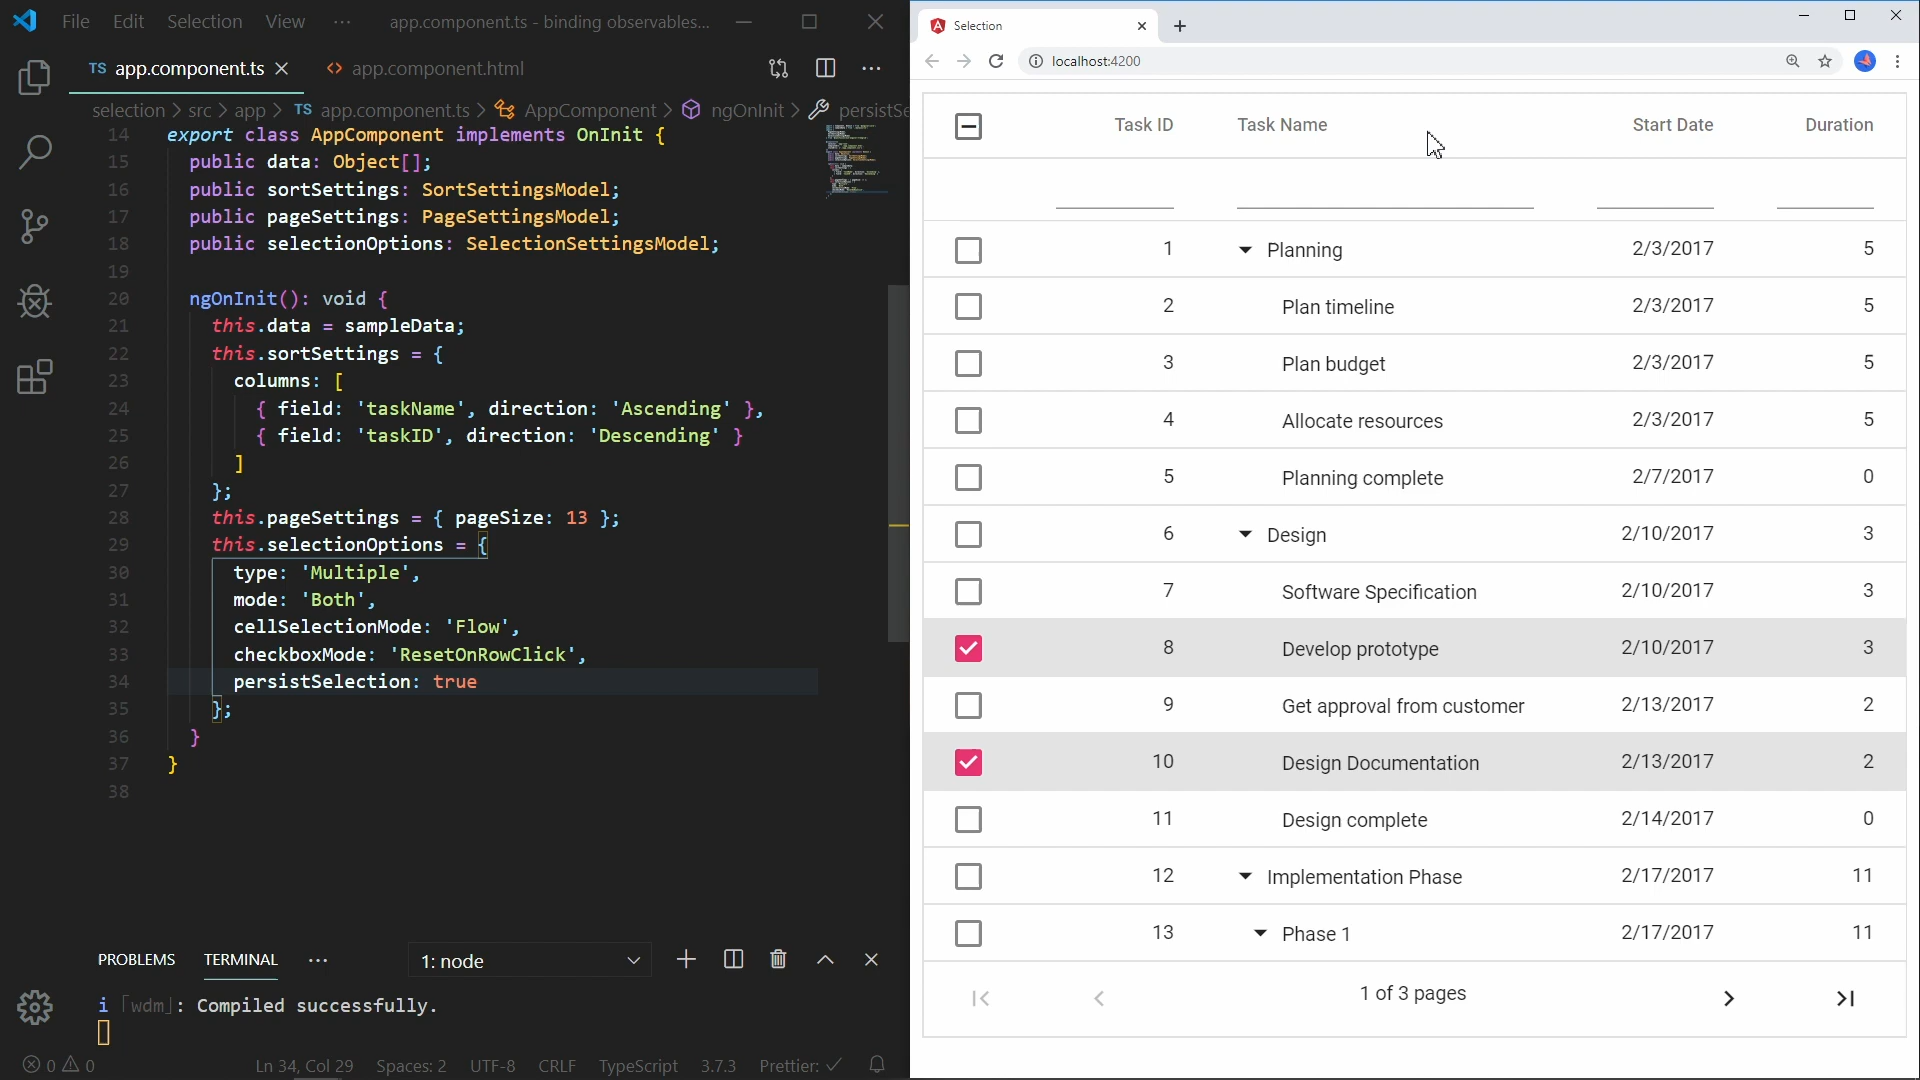 File Edit Selection View ··· app.component.ts - binding observables...
TS app.component.ts app.component.html
selection > src > app > TS app.component.ts > AppComponent > ngOnInit > persistSe
14 export class AppComponent implements OnInit {
15 public data: Object[];
16 public sortSettings: SortSettingsModel;
17 public pageSettings: PageSettingsModel;
18 public selectionOptions: SelectionSettingsModel;
19
20 ngOnInit(): void {
21 this.data = sampleData;
22 this.sortSettings = {
23 columns: [
24 { field: 'taskName', direction: 'Ascending' },
25 { field: 'taskID', direction: 'Descending' }
26 ]
27 };
28 this.pageSettings = { pageSize: 13 };
29 this.selectionOptions = {
30 type: 'Multiple',
31 mode: 'Both',
32 cellSelectionMode: 'Flow',
33 checkboxMode: 'ResetOnRowClick',
34 persistSelection: true
35 };
36 }
37 }
38
PROBLEMS TERMINAL ··· 1: node
i ｢wdm｣: Compiled successfully.
0 0 Ln 34, Col 29 Spaces: 2 UTF-8 CRLF TypeScript 3.7.3 Prettier: ✓
Selection
localhost:4200
Task ID Task Name Start Date Duration
1 Planning 2/3/2017 5
2 Plan timeline 2/3/2017 5
3 Plan budget 2/3/2017 5
4 Allocate resources 2/3/2017 5
5 Planning complete 2/7/2017 0
6 Design 2/10/2017 3
7 Software Specification 2/10/2017 3
8 Develop prototype 2/10/2017 3
9 Get approval from customer 2/13/2017 2
10 Design Documentation 2/13/2017 2
11 Design complete 2/14/2017 0
12 Implementation Phase 2/17/2017 11
13 Phase 1 2/17/2017 11
1 of 3 pages